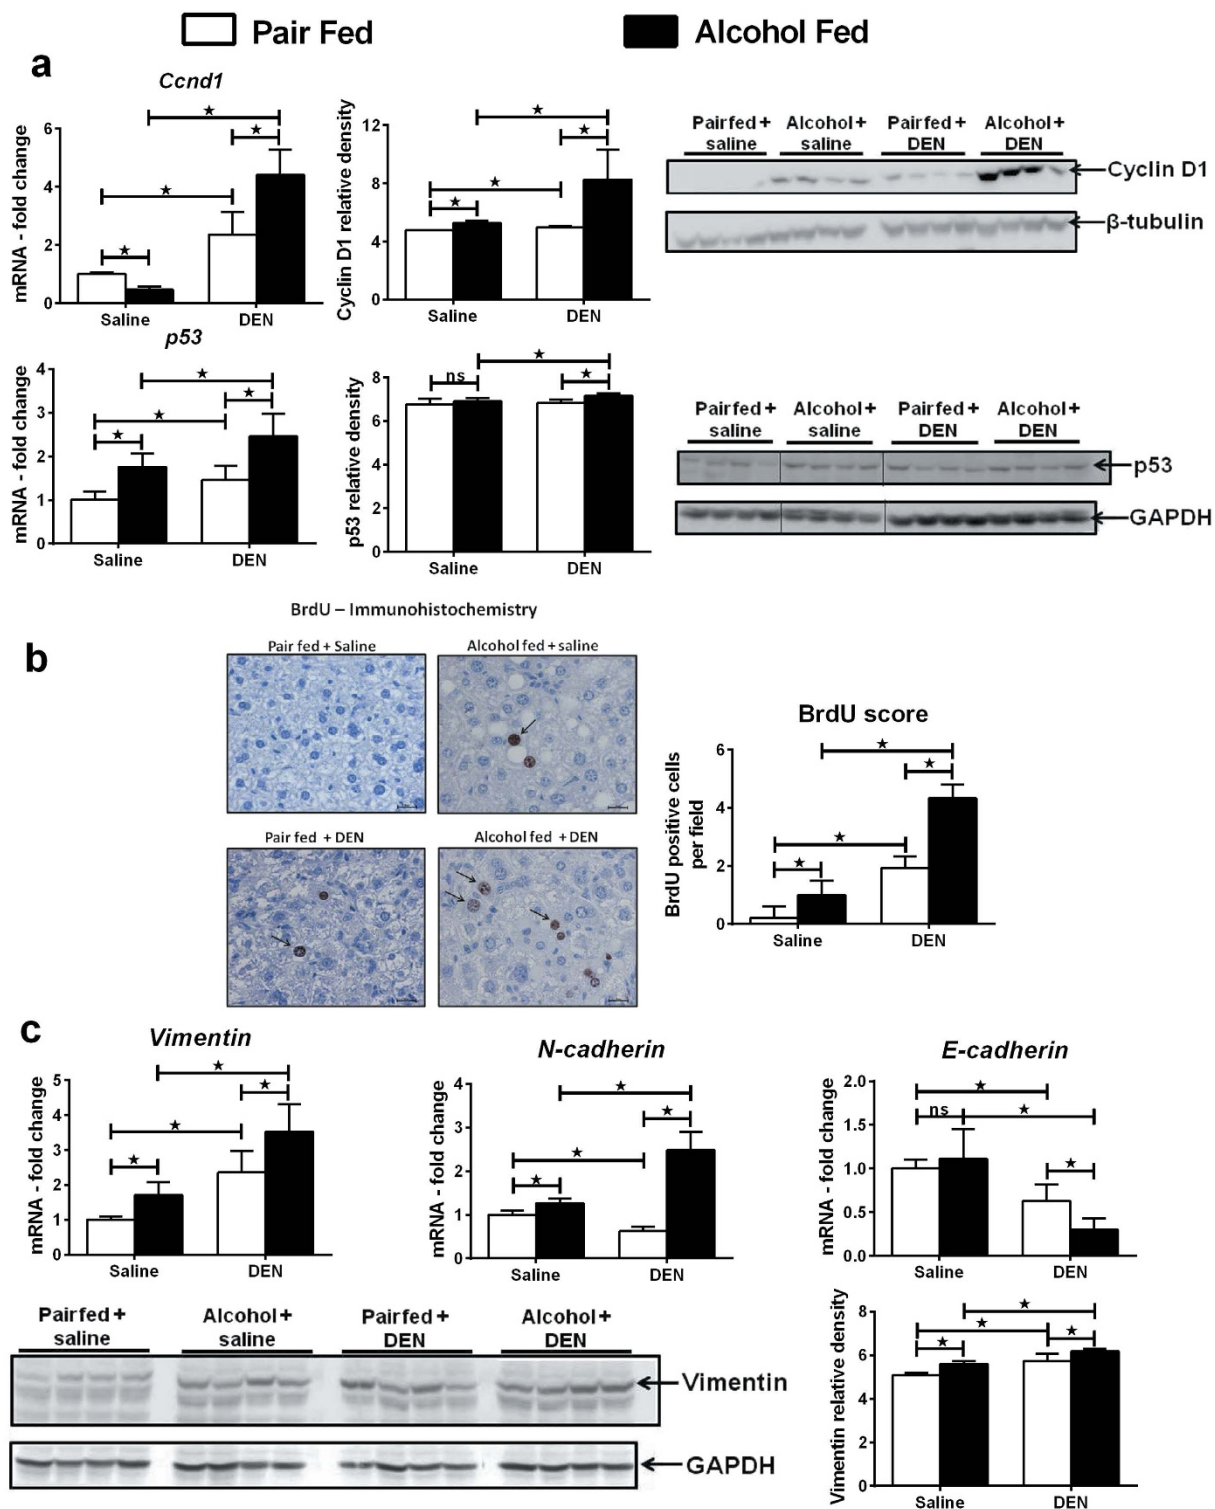 Pair Fed
Alcohol Fed
a
Ccnd1
mRNA - fold change
6
4
2
0
★
★
★
★
Saline
DEN
Cyclin D1 relative density
12
8
4
0
★
★
★
★
Saline
DEN
Pairfed + saline
Alcohol + saline
Pairfed + DEN
Alcohol + DEN
Cyclin D1
β-tubulin
p53
mRNA - fold change
4
3
2
1
0
★
★
★
★
Saline
DEN
p53 relative density
8
6
4
2
0
ns
★
★
Saline
DEN
Pairfed + saline
Alcohol + saline
Pairfed + DEN
Alcohol + DEN
p53
GAPDH
BrdU – Immunohistochemistry
b
Pair fed + Saline
Alcohol fed + saline
Pair fed + DEN
Alcohol fed + DEN
BrdU score
BrdU positive cells
per field
6
4
2
0
★
★
★
★
Saline
DEN
c
Vimentin
mRNA - fold change
5
4
3
2
1
0
★
★
★
★
Saline
DEN
N-cadherin
mRNA - fold change
4
3
2
1
0
★
★
★
★
Saline
DEN
E-cadherin
mRNA - fold change
2.0
1.5
1.0
0.5
0.0
★
ns
★
★
Saline
DEN
Pairfed + saline
Alcohol + saline
Pairfed + DEN
Alcohol + DEN
Vimentin
GAPDH
Vimentin relative density
8
6
4
2
0
★
★
★
★
Saline
DEN